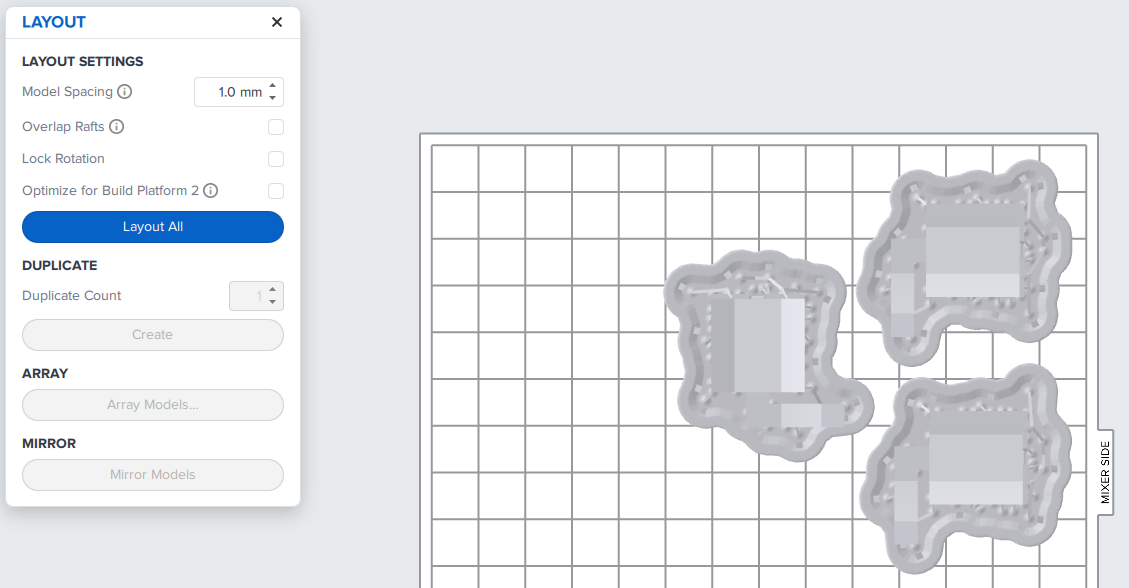 LAYOUT
LAYOUT SETTINGS
Model Spacing
1.0 mm
Overlap Rafts
Lock Rotation
Optimize for Build Platform 2
Layout All
DUPLICATE
Duplicate Count
1
Create
ARRAY
Array Models...
MIRROR
Mirror Models
MIXER SIDE